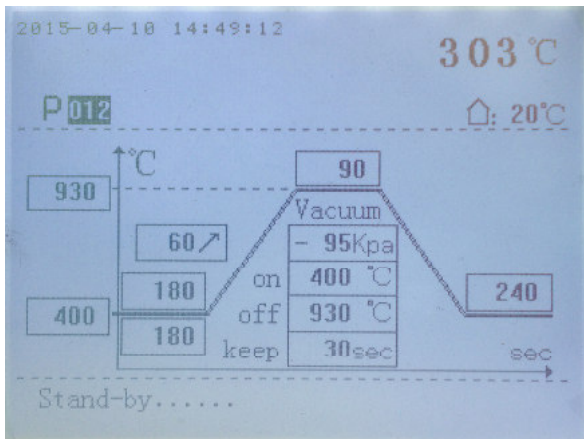 2015-04-10 14:49:12
303℃
P 012
: 20℃
℃
90
930
Vacuum
60
- 95Kpa
180
on 400 ℃
240
400
off 930 ℃
180
keep 30sec
sec
Stand-by......